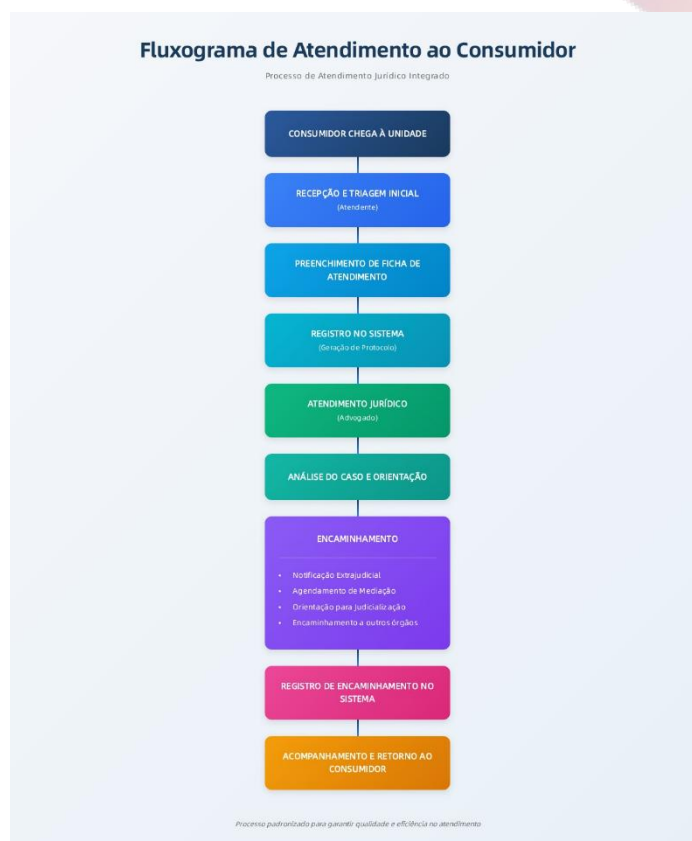 Fluxograma de Atendimento ao Consumidor
Processo de Atendimento Jurídico Integrado
CONSUMIDOR CHEGA À UNIDADE
RECEPÇÃO E TRIAGEM INICIAL
(Atendente)
PREENCHIMENTO DE FICHA DE
ATENDIMENTO
REGISTRO NO SISTEMA
(Geração de Protocolo)
ATENDIMENTO JURÍDICO
(Advogado)
ANÁLISE DO CASO E ORIENTAÇÃO
ENCAMINHAMENTO
• Notificação Extrajudicial
• Agendamento de Mediação
• Orientação para Judicialização
• Encaminhamento a outros órgãos
REGISTRO DE ENCAMINHAMENTO NO
SISTEMA
ACOMPANHAMENTO E RETORNO AO
CONSUMIDOR
Processo padronizado para garantir qualidade e eficiência no atendimento